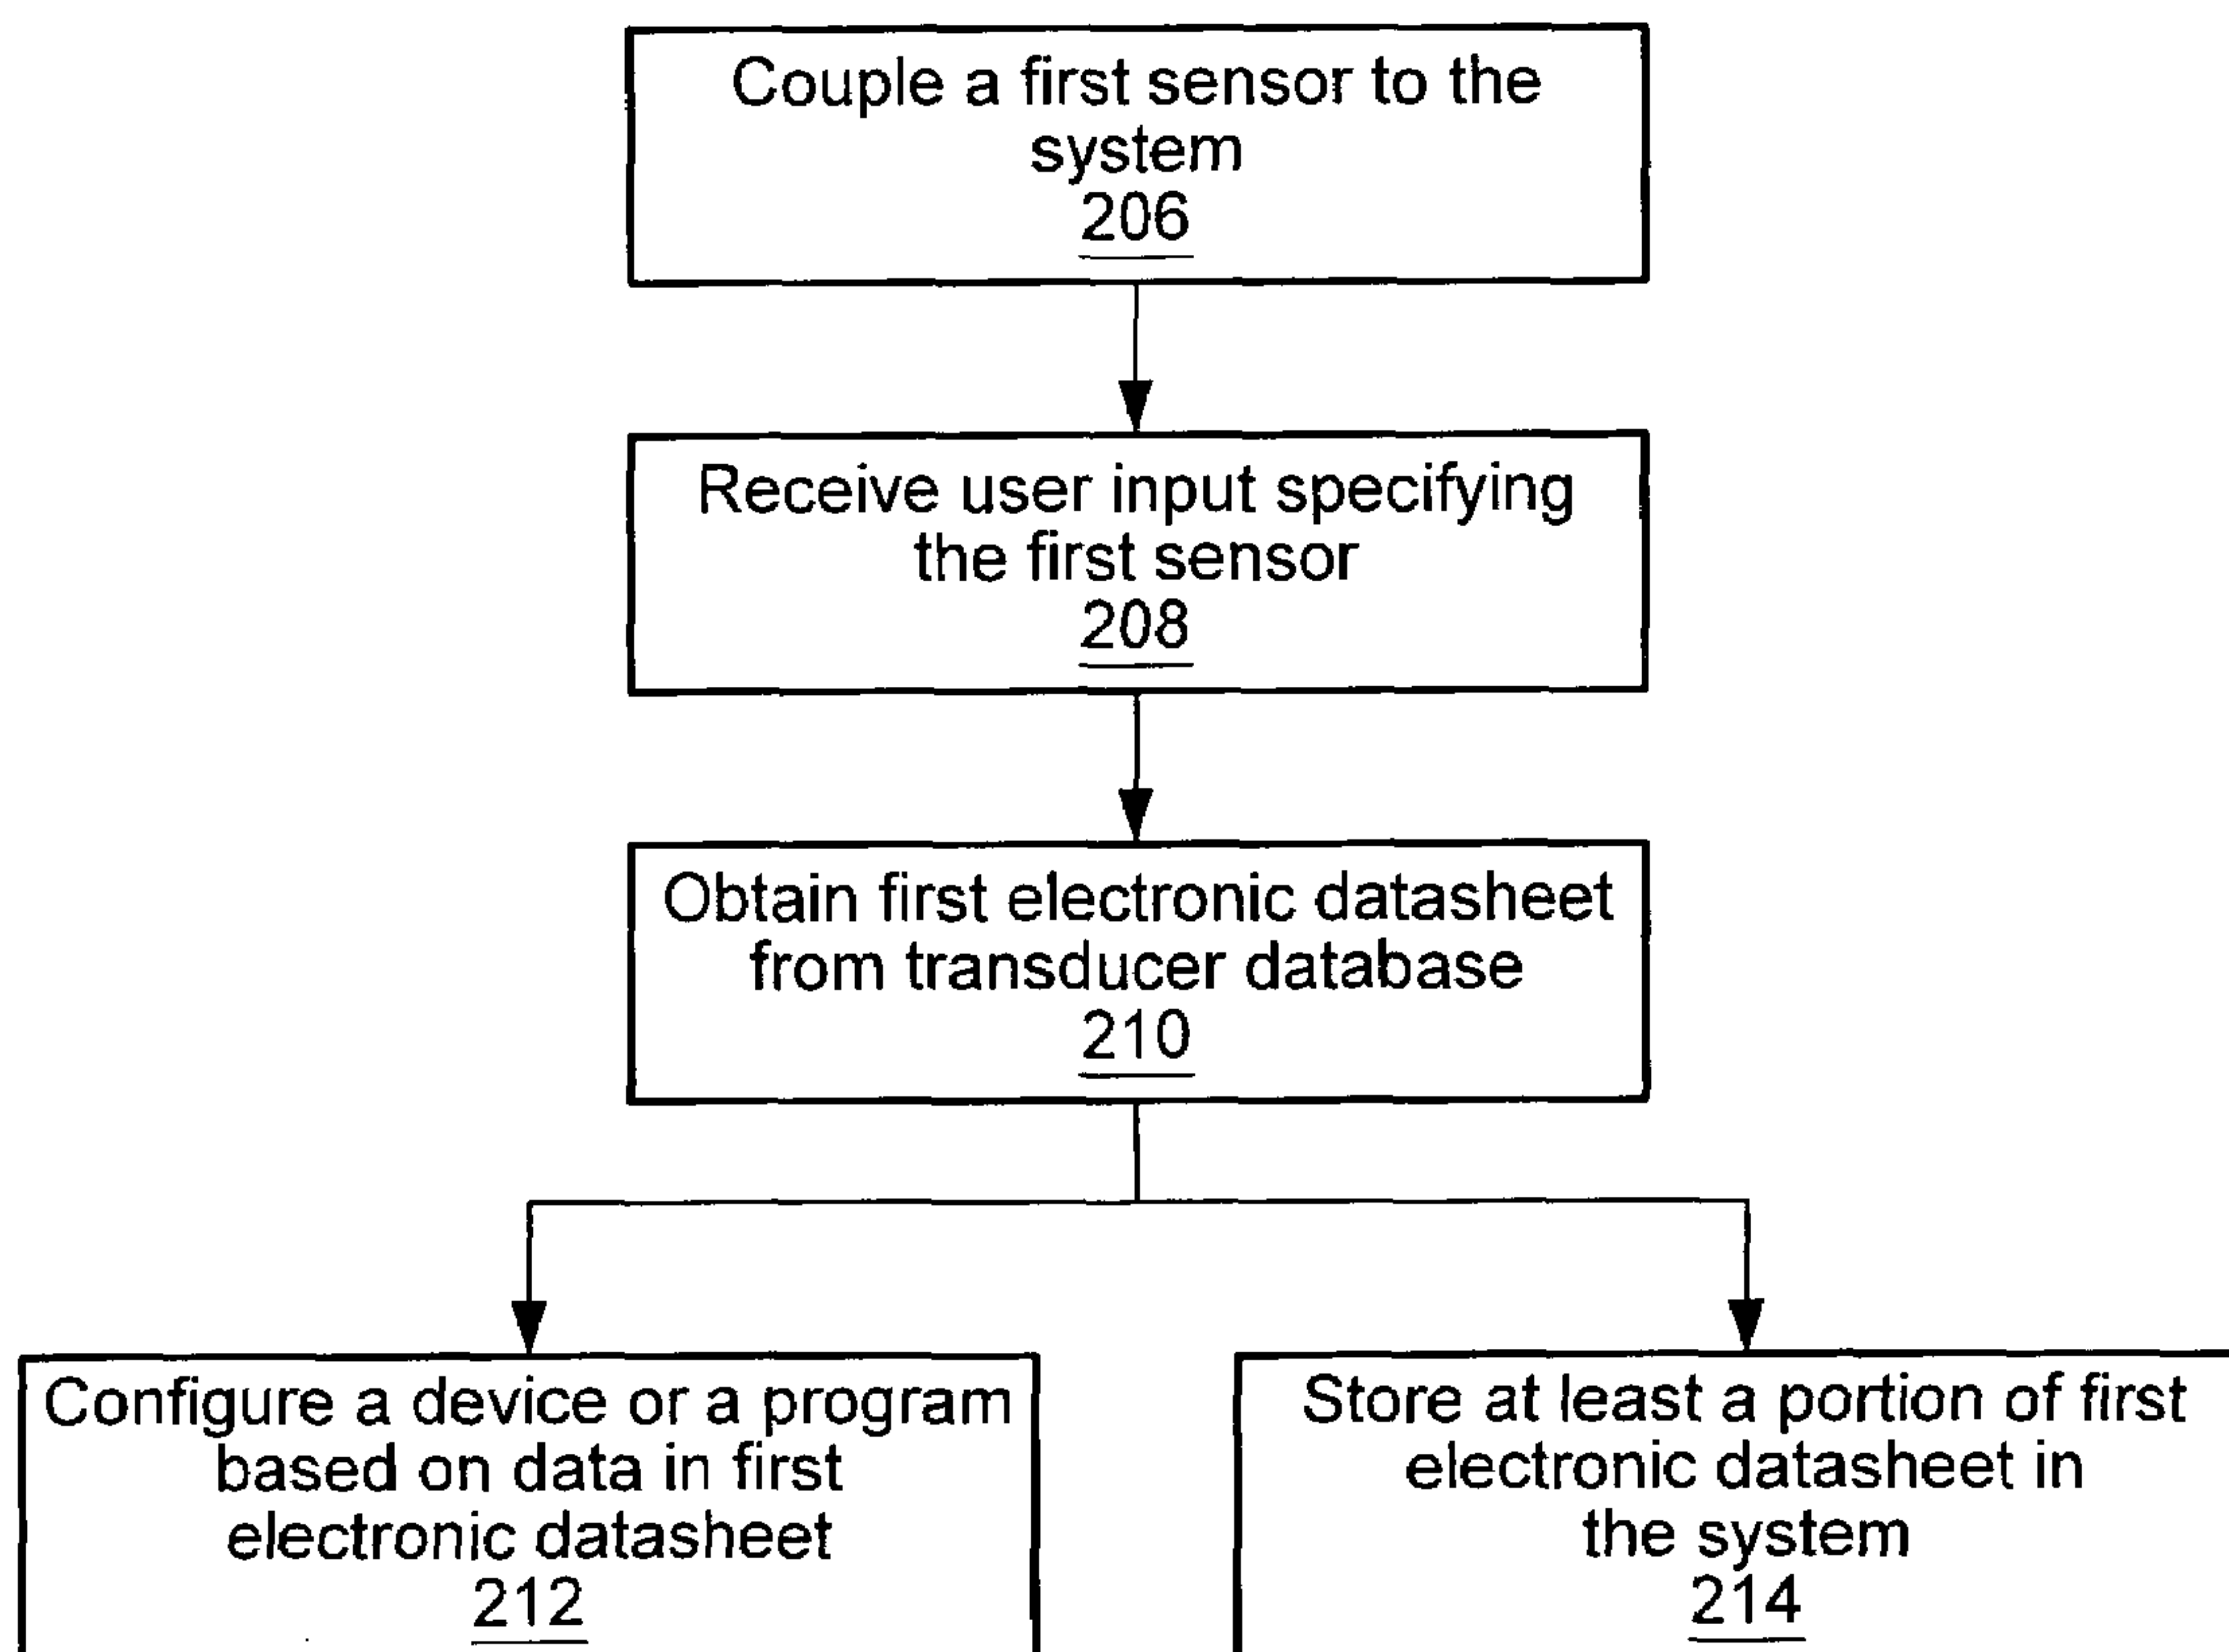 Couple a first sensor to the
system
206
Receive user input specifying
the first sensor
208
Obtain first electronic datasheet
from transducer database
210
Configure a device or a program
based on data in first
electronic datasheet
212
Store at least a portion of first
electronic datasheet in
the system
214